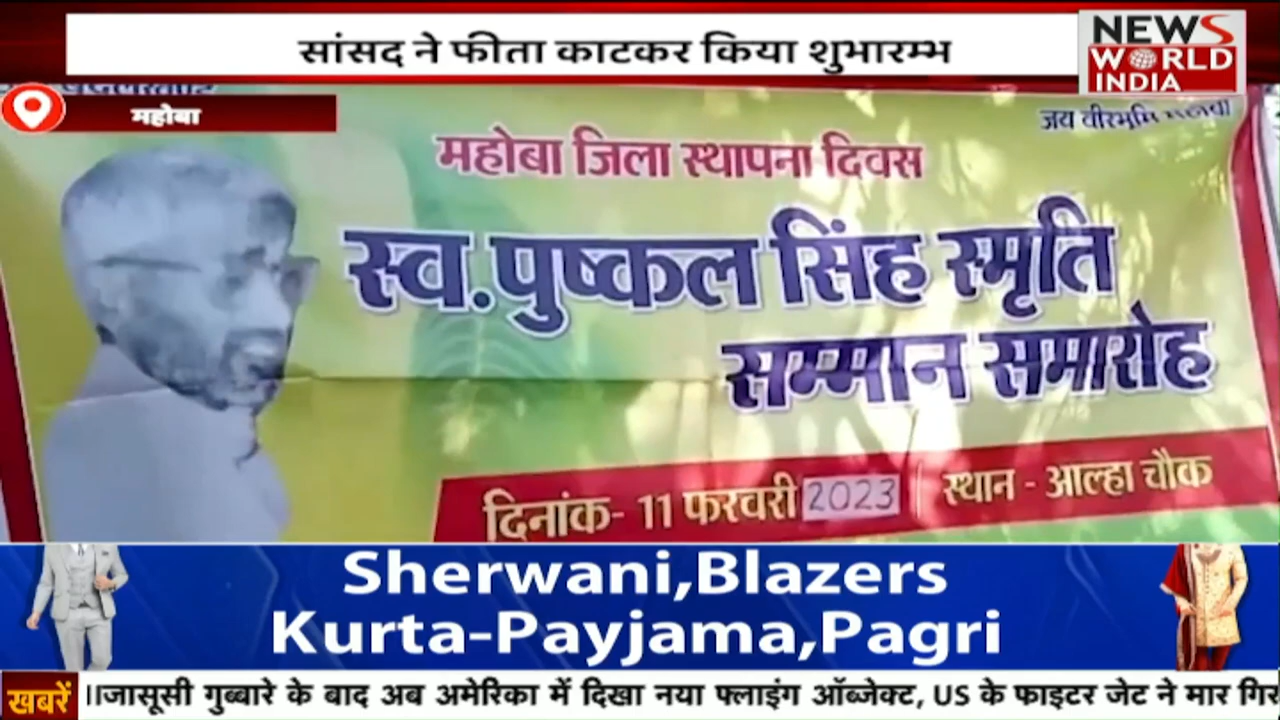 सांसद ने फीता काटकर किया शुभारम्भ
NEWS
WORLD
INDIA
महोबा
जय वीरभूमि
महोबा जिला स्थापना दिवस
स्व.पुष्कल सिंह स्मृति
सम्मान समारोह
दिनांक- 11 फरवरी 2023 | स्थान - आल्हा चौक
Sherwani,Blazers
Kurta-Payjama,Pagri
खबरें
।।जासूसी गुब्बारे के बाद अब अमेरिका में दिखा नया फ्लाइंग ऑब्जेक्ट, US के फाइटर जेट ने मार गिर